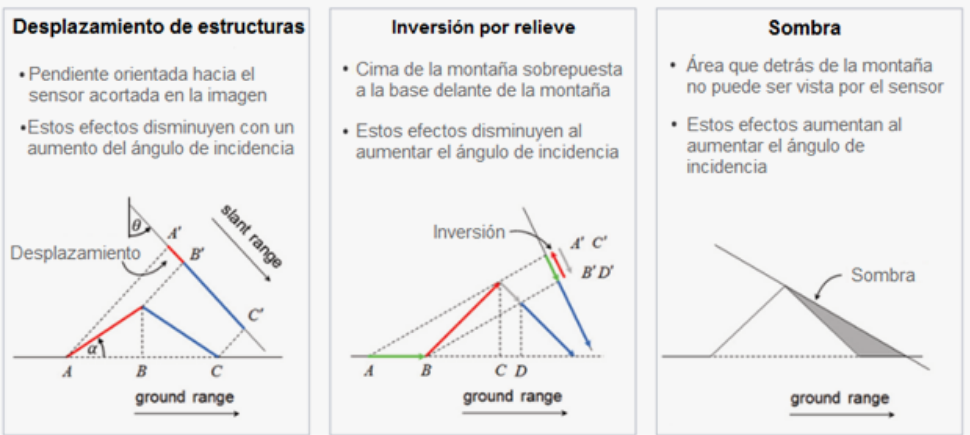 Desplazamiento de estructuras
• Pendiente orientada hacia el
sensor acortada en la imagen
•Estos efectos disminuyen con un
aumento del ángulo de incidencia
θ
A'
B'
C'
Desplazamiento
slant range
α
A
B
C
ground range
Inversión por relieve
• Cima de la montaña sobrepuesta
a la base delante de la montaña
• Estos efectos disminuyen al
aumentar el ángulo de incidencia
Inversión
A' C'
B' D'
A
B
C D
ground range
Sombra
• Área que detrás de la montaña
no puede ser vista por el sensor
• Estos efectos aumentan al
aumentar el ángulo de
incidencia
Sombra
ground range